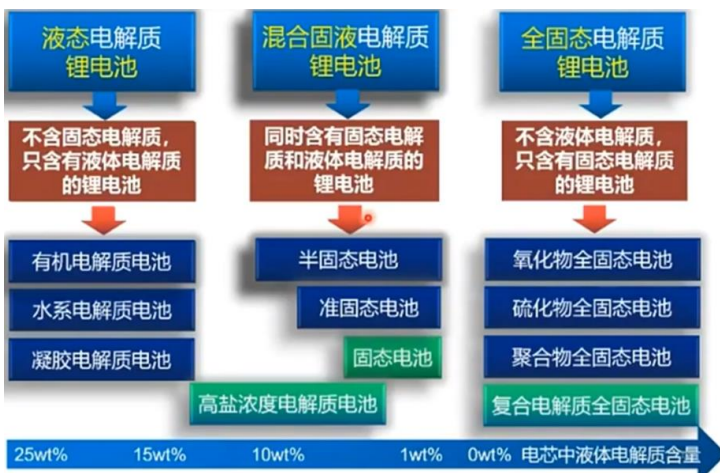 液态电解质
锂电池
混合固液电解质
锂电池
全固态电解质
锂电池
不含固态电解质,
只含有液体电解质
的锂电池
同时含有固态电解
质和液体电解质的
锂电池
不含液体电解质,
只含有固态电解质
的锂电池
有机电解质电池
半固态电池
氧化物全固态电池
水系电解质电池
准固态电池
硫化物全固态电池
凝胶电解质电池
固态电池
聚合物全固态电池
高盐浓度电解质电池
复合电解质全固态电池
25wt% 15wt% 10wt% 1wt% 0wt% 电芯中液体电解质含量